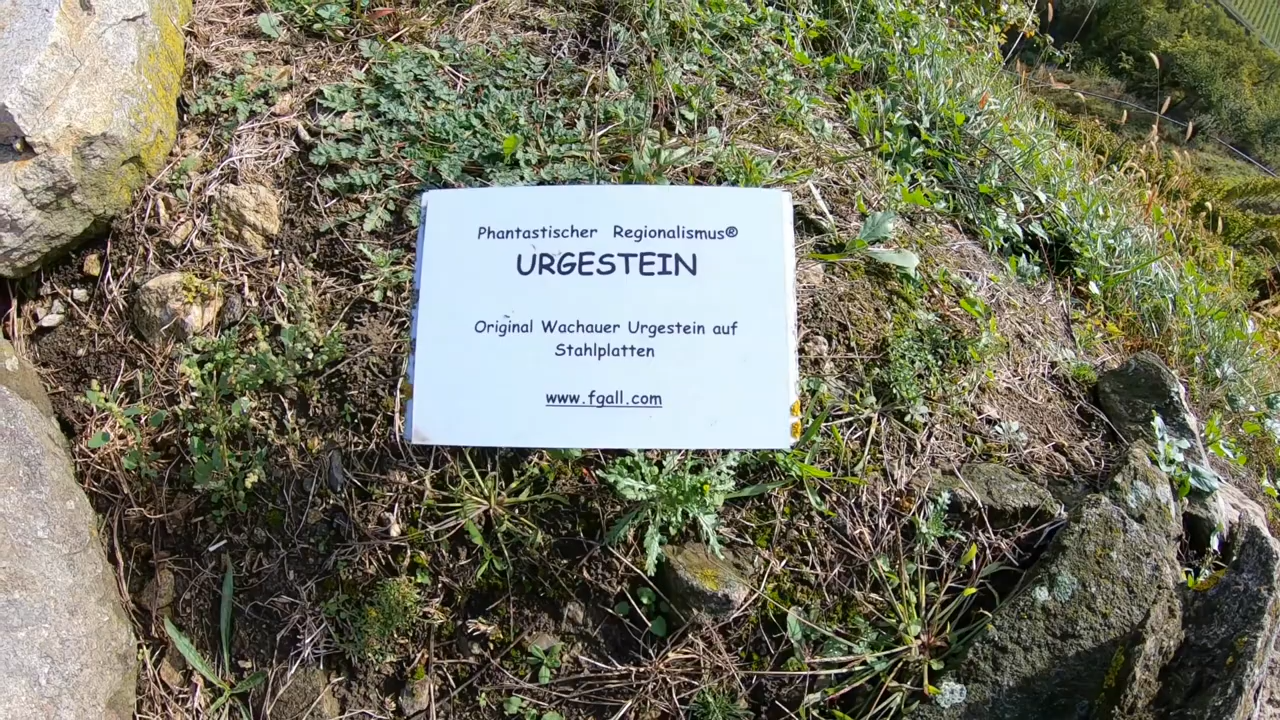 Phantastischer Regionalismus®
URGESTEIN
Original Wachauer Urgestein auf
Stahlplatten
www.fgall.com